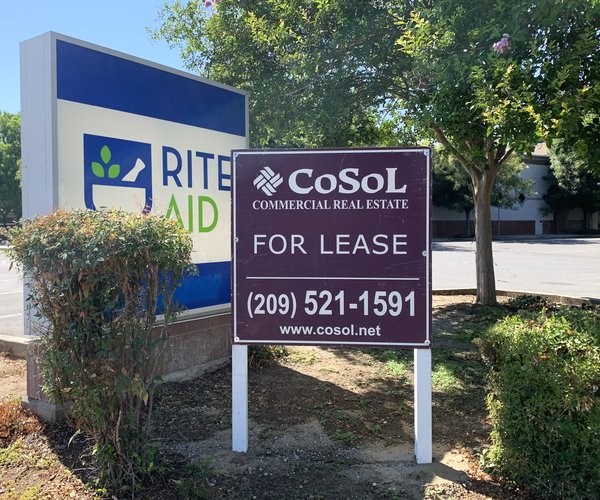 RITE
AID
CoSoL
COMMERCIAL REAL ESTATE
FOR LEASE
(209) 521-1591
www.cosol.net